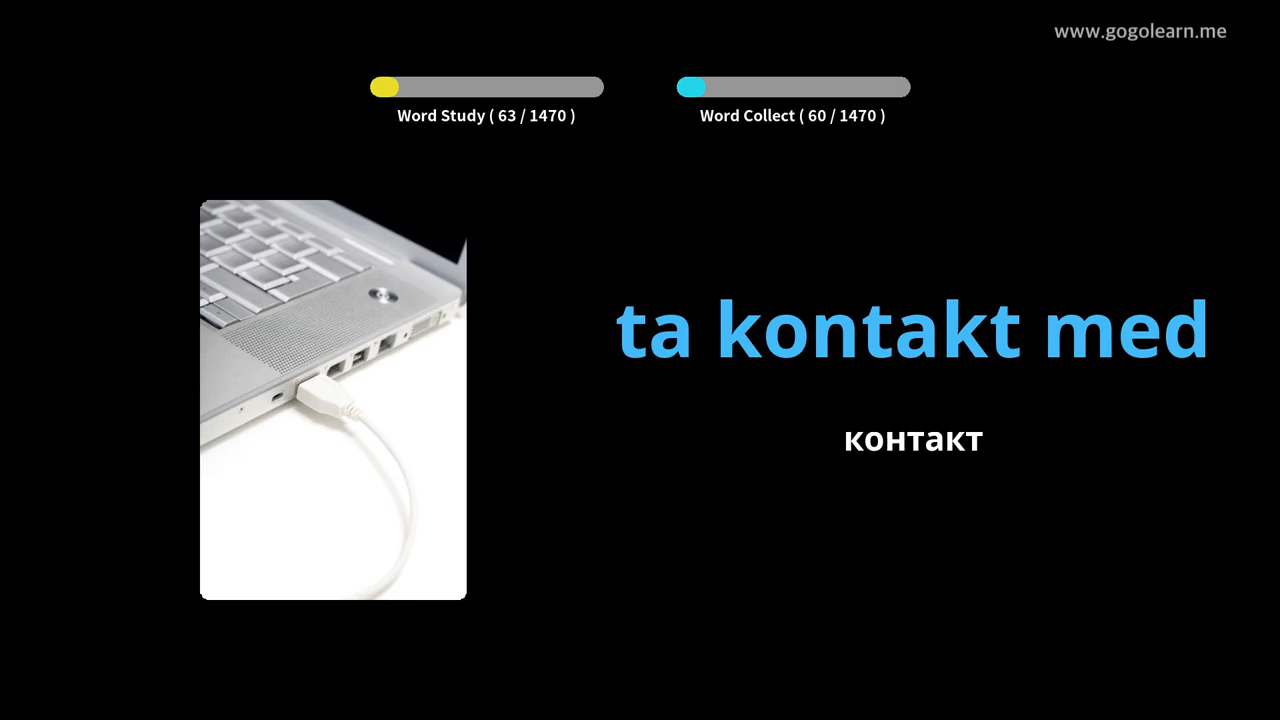 www.gogolearn.me
Word Study ( 63 / 1470 )
Word Collect ( 60 / 1470 )
ta kontakt med
контакт